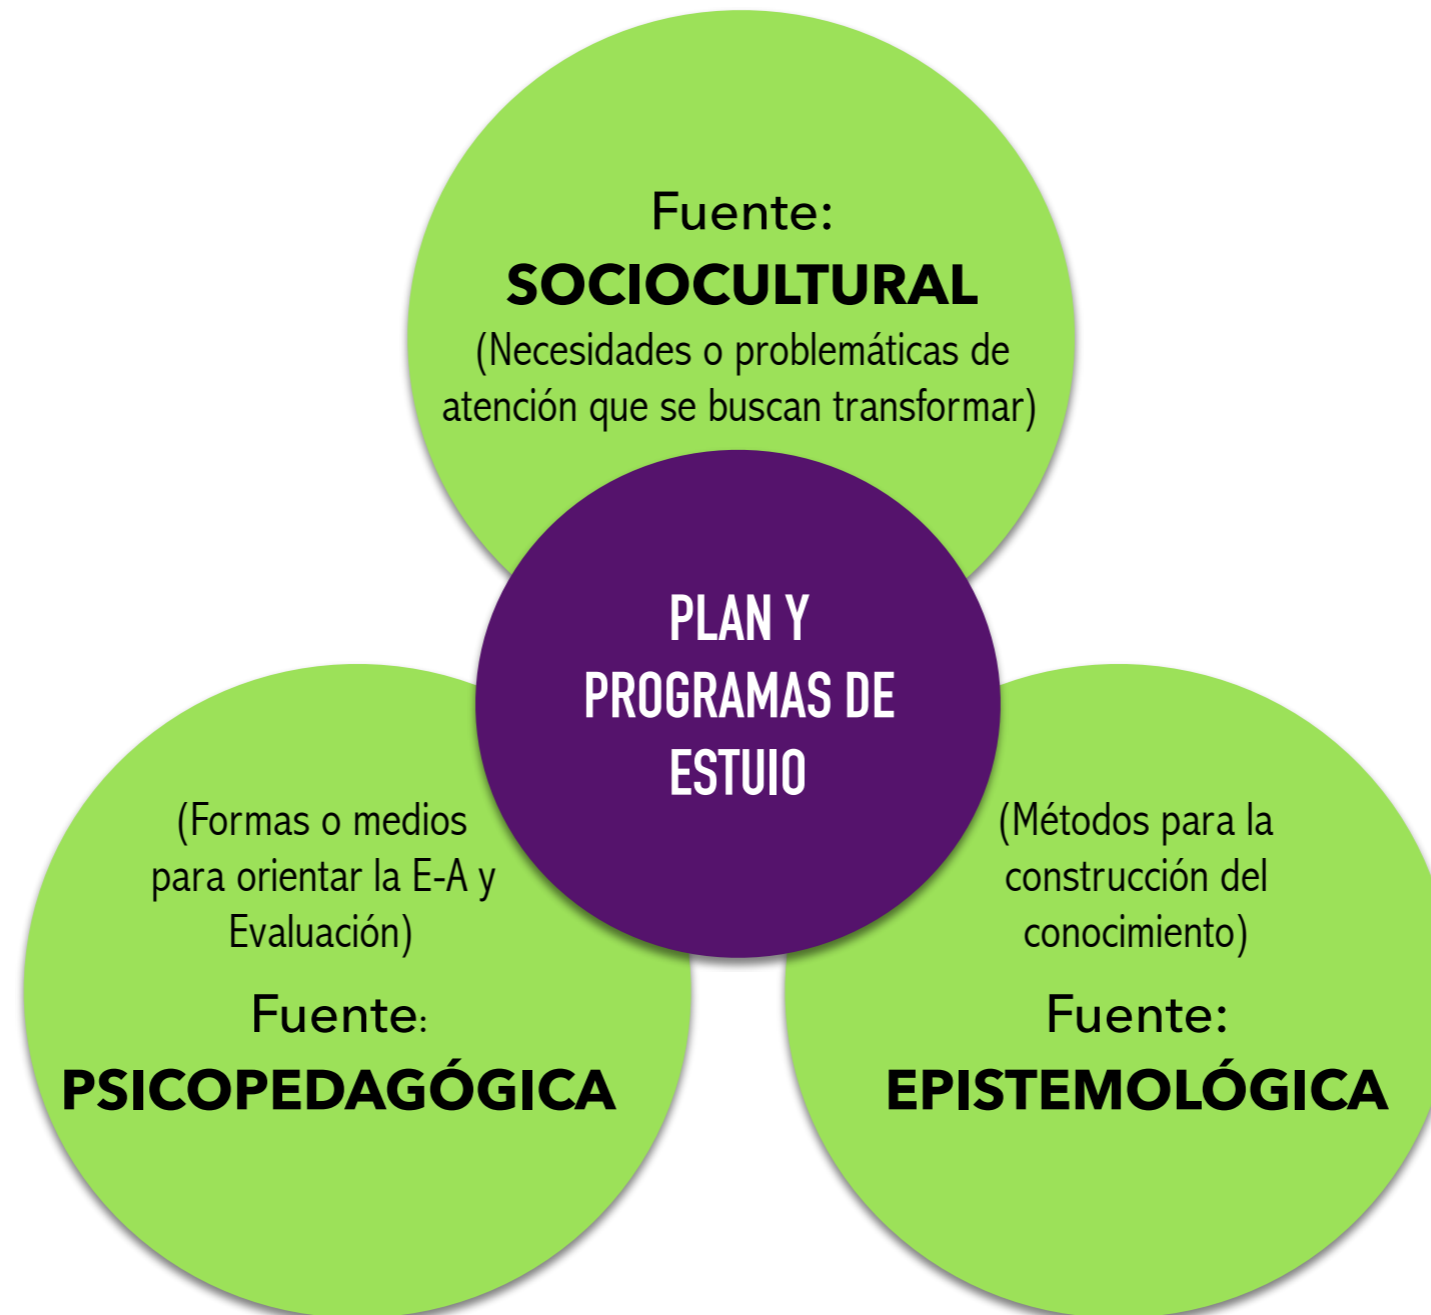 Fuente:
SOCIOCULTURAL
(Necesidades o problemáticas de
atención que se buscan transformar)
PLAN Y
PROGRAMAS DE
ESTUIO
(Formas o medios
para orientar la E-A y
Evaluación)
Fuente:
PSICOPEDAGÓGICA
(Métodos para la
construcción del
conocimiento)
Fuente:
EPISTEMOLÓGICA